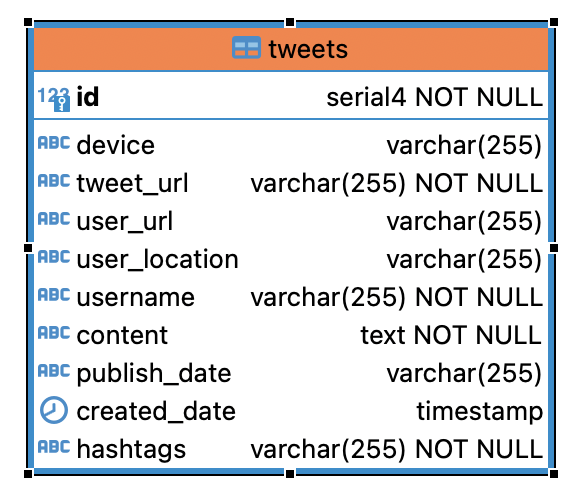 tweets
123 id serial4 NOT NULL
ABC device varchar(255)
ABC tweet_url varchar(255) NOT NULL
ABC user_url varchar(255)
ABC user_location varchar(255)
ABC username varchar(255) NOT NULL
ABC content text NOT NULL
ABC publish_date varchar(255)
created_date timestamp
ABC hashtags varchar(255) NOT NULL